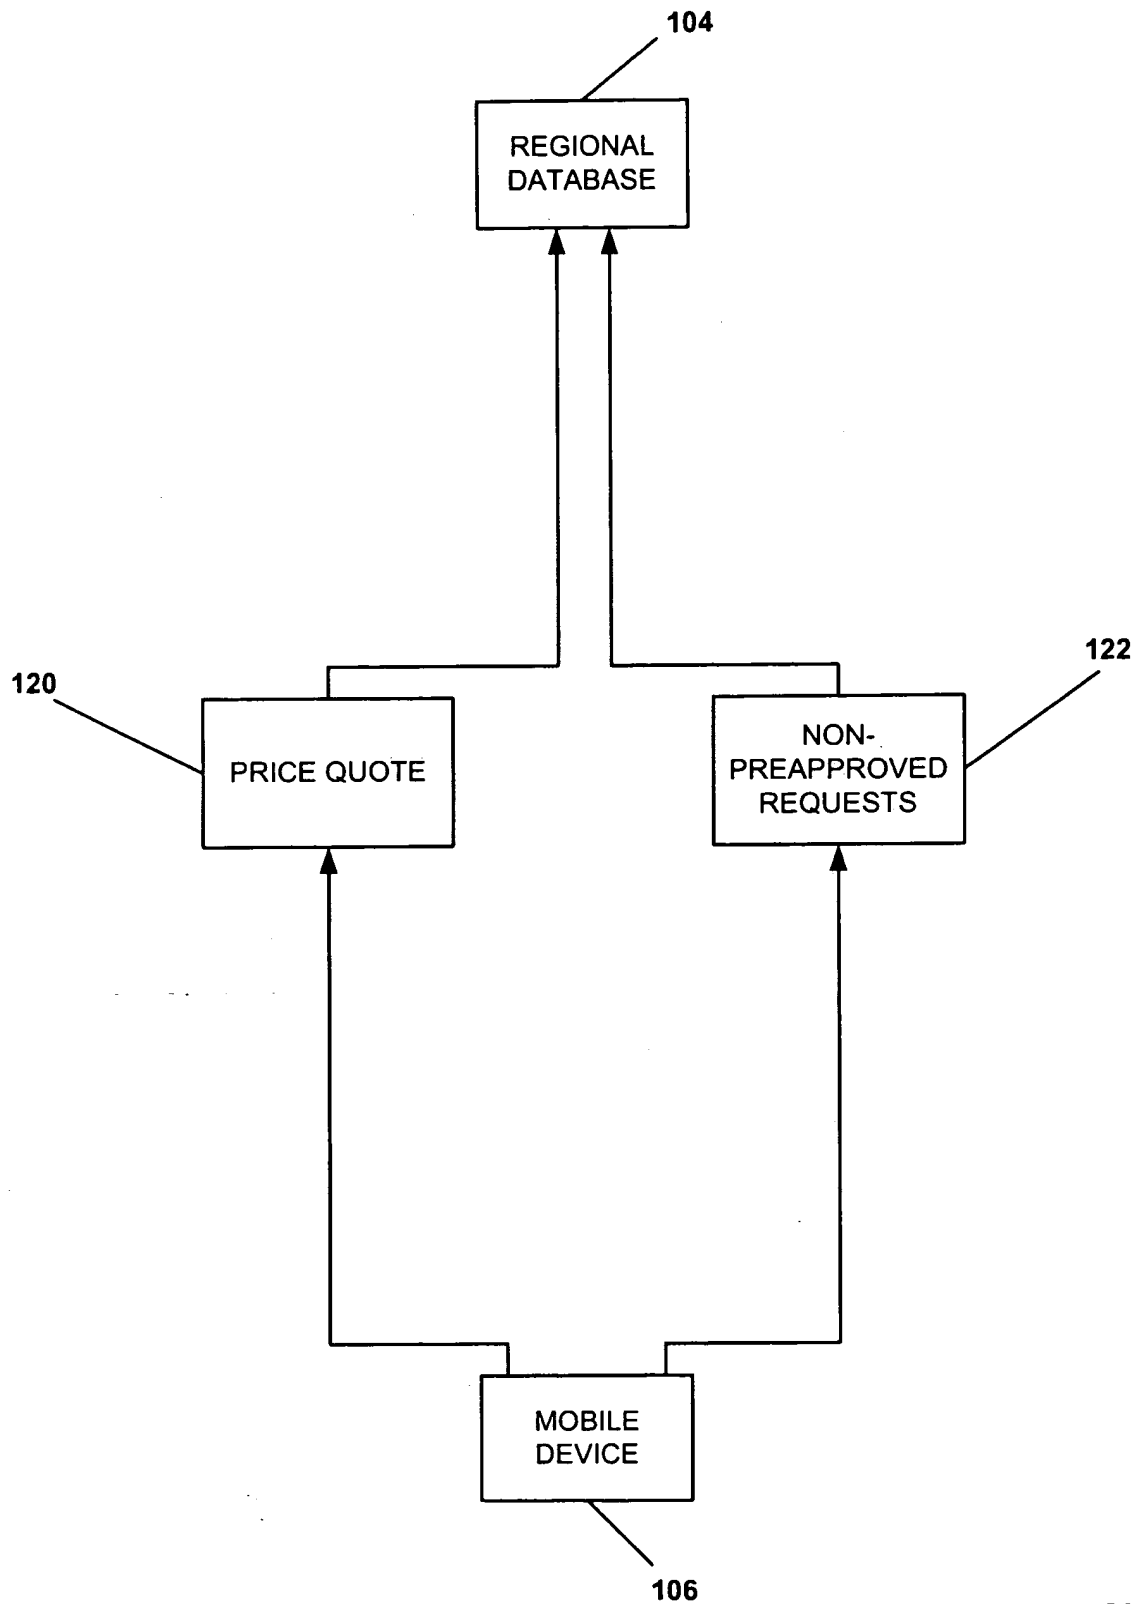 104
REGIONAL
DATABASE
120
PRICE QUOTE
122
NON-
PREAPPROVED
REQUESTS
MOBILE
DEVICE
106